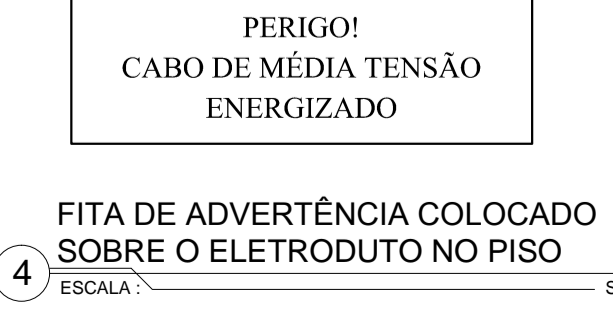 PERIGO!
CABO DE MÉDIA TENSÃO
ENERGIZADO
FITA DE ADVERTÊNCIA COLOCADO
SOBRE O ELETRODUTO NO PISO
4
ESCALA :